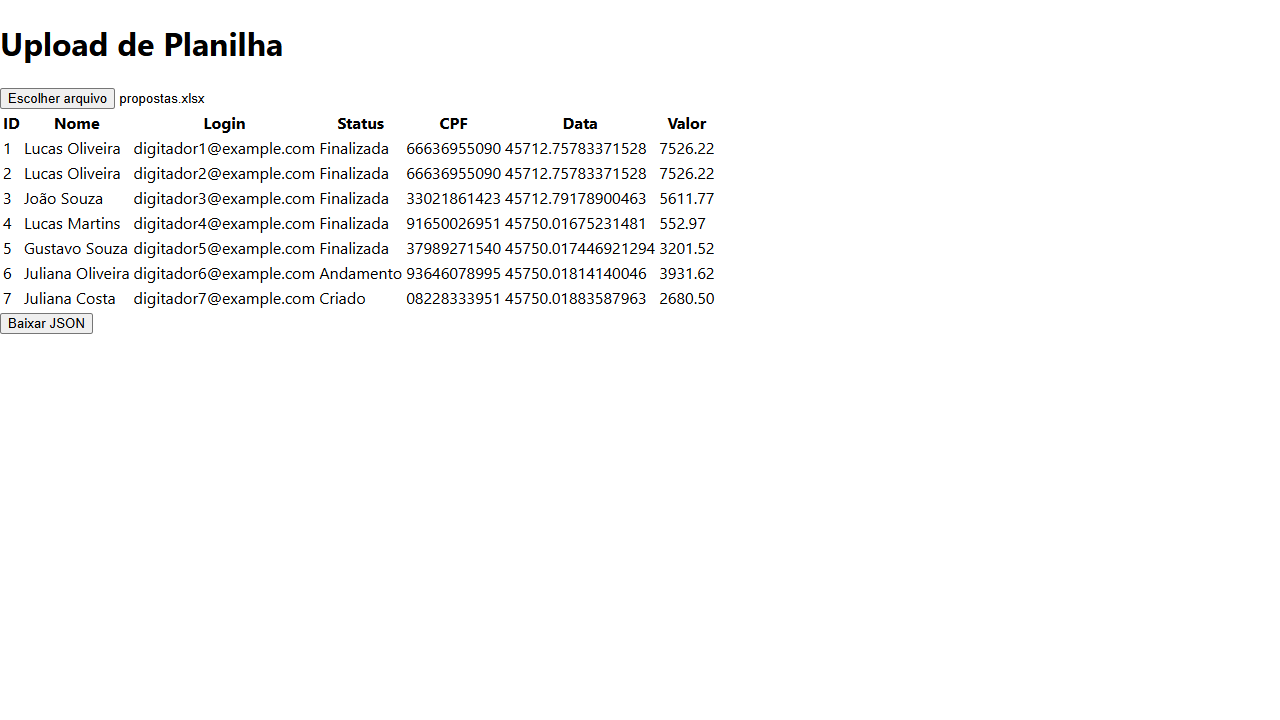 Upload de Planilha
Escolher arquivo propostas.xlsx
ID Nome Login Status CPF Data Valor
1 Lucas Oliveira digitador1@example.com Finalizada 66636955090 45712.75783371528 7526.22
2 Lucas Oliveira digitador2@example.com Finalizada 66636955090 45712.75783371528 7526.22
3 João Souza digitador3@example.com Finalizada 33021861423 45712.79178900463 5611.77
4 Lucas Martins digitador4@example.com Finalizada 91650026951 45750.01675231481 552.97
5 Gustavo Souza digitador5@example.com Finalizada 37989271540 45750.017446921294 3201.52
6 Juliana Oliveira digitador6@example.com Andamento 93646078995 45750.01814140046 3931.62
7 Juliana Costa digitador7@example.com Criado 08228333951 45750.01883587963 2680.50
Baixar JSON